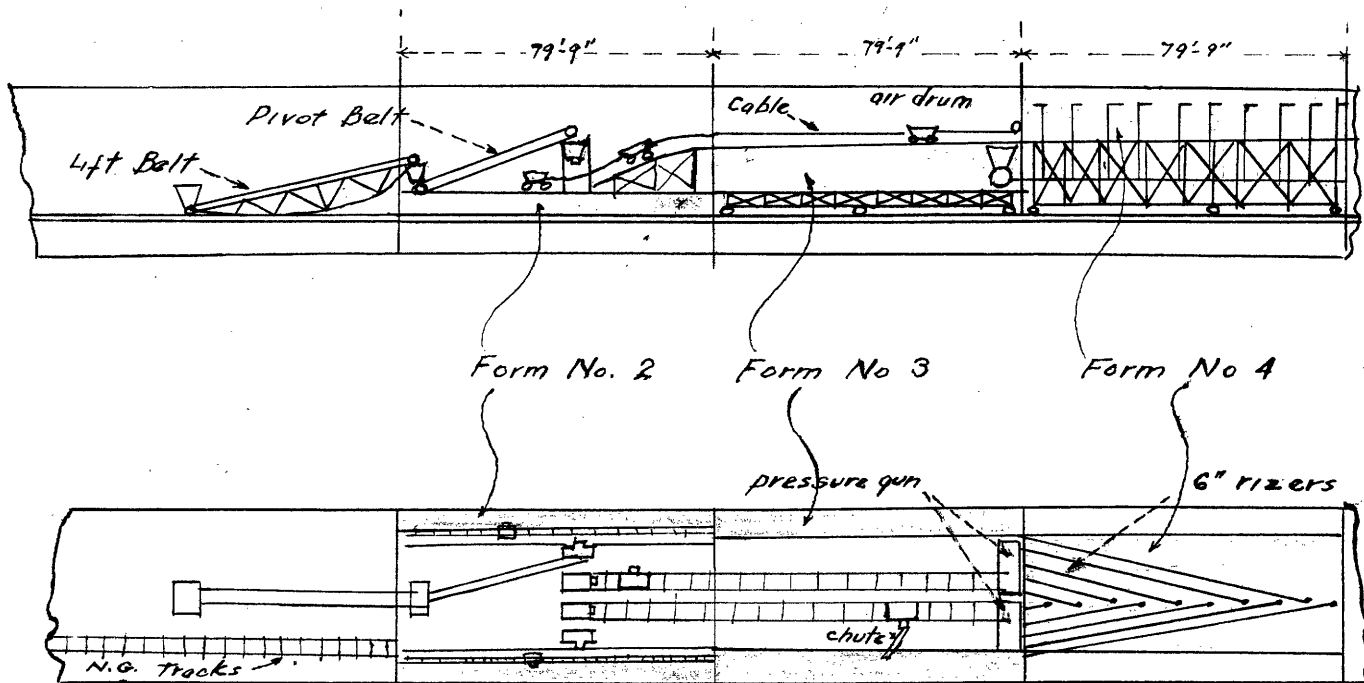 79'-9" 79'-9" 79'-9"
Pivot Belt
Cable
air drum
Lift Belt
Form No. 2
Form No 3
Form No 4
pressure gun
6" rizers
chute
N.G. Tracks